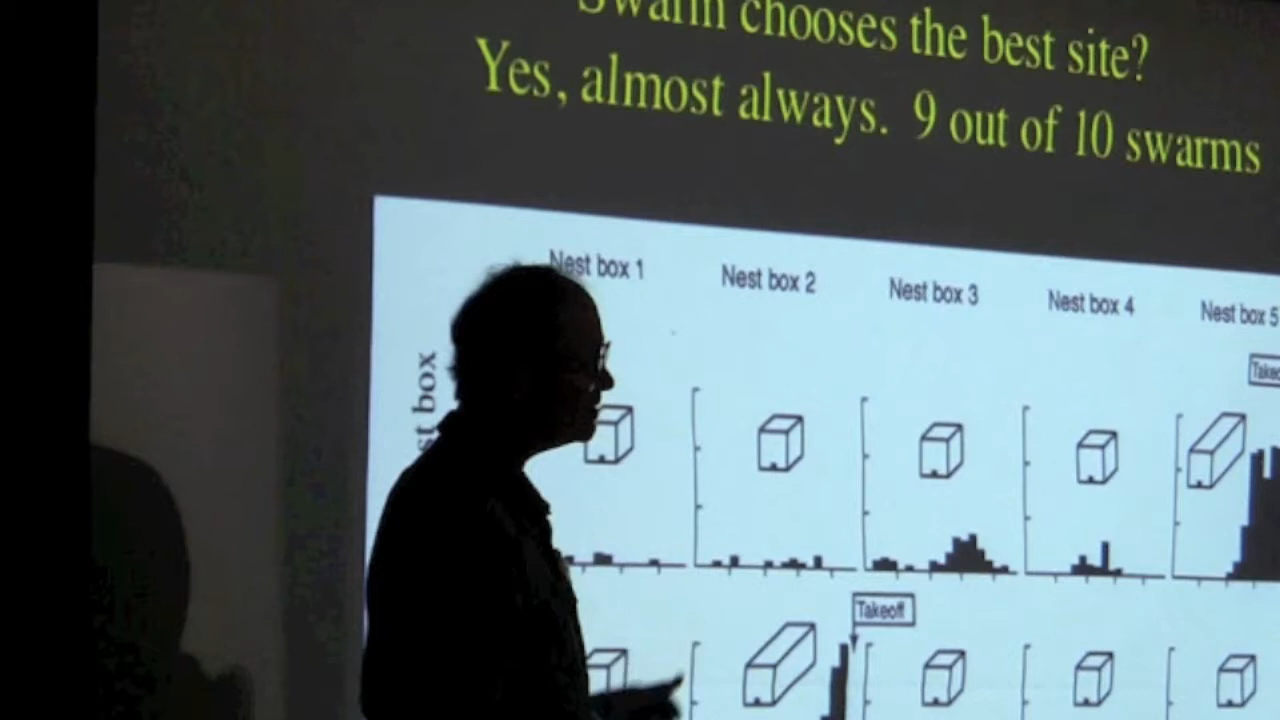 Swarm chooses the best site?
Yes, almost always. 9 out of 10 swarms
Nest box 1
Nest box 2
Nest box 3
Nest box 4
Nest box 5
box
Takeoff